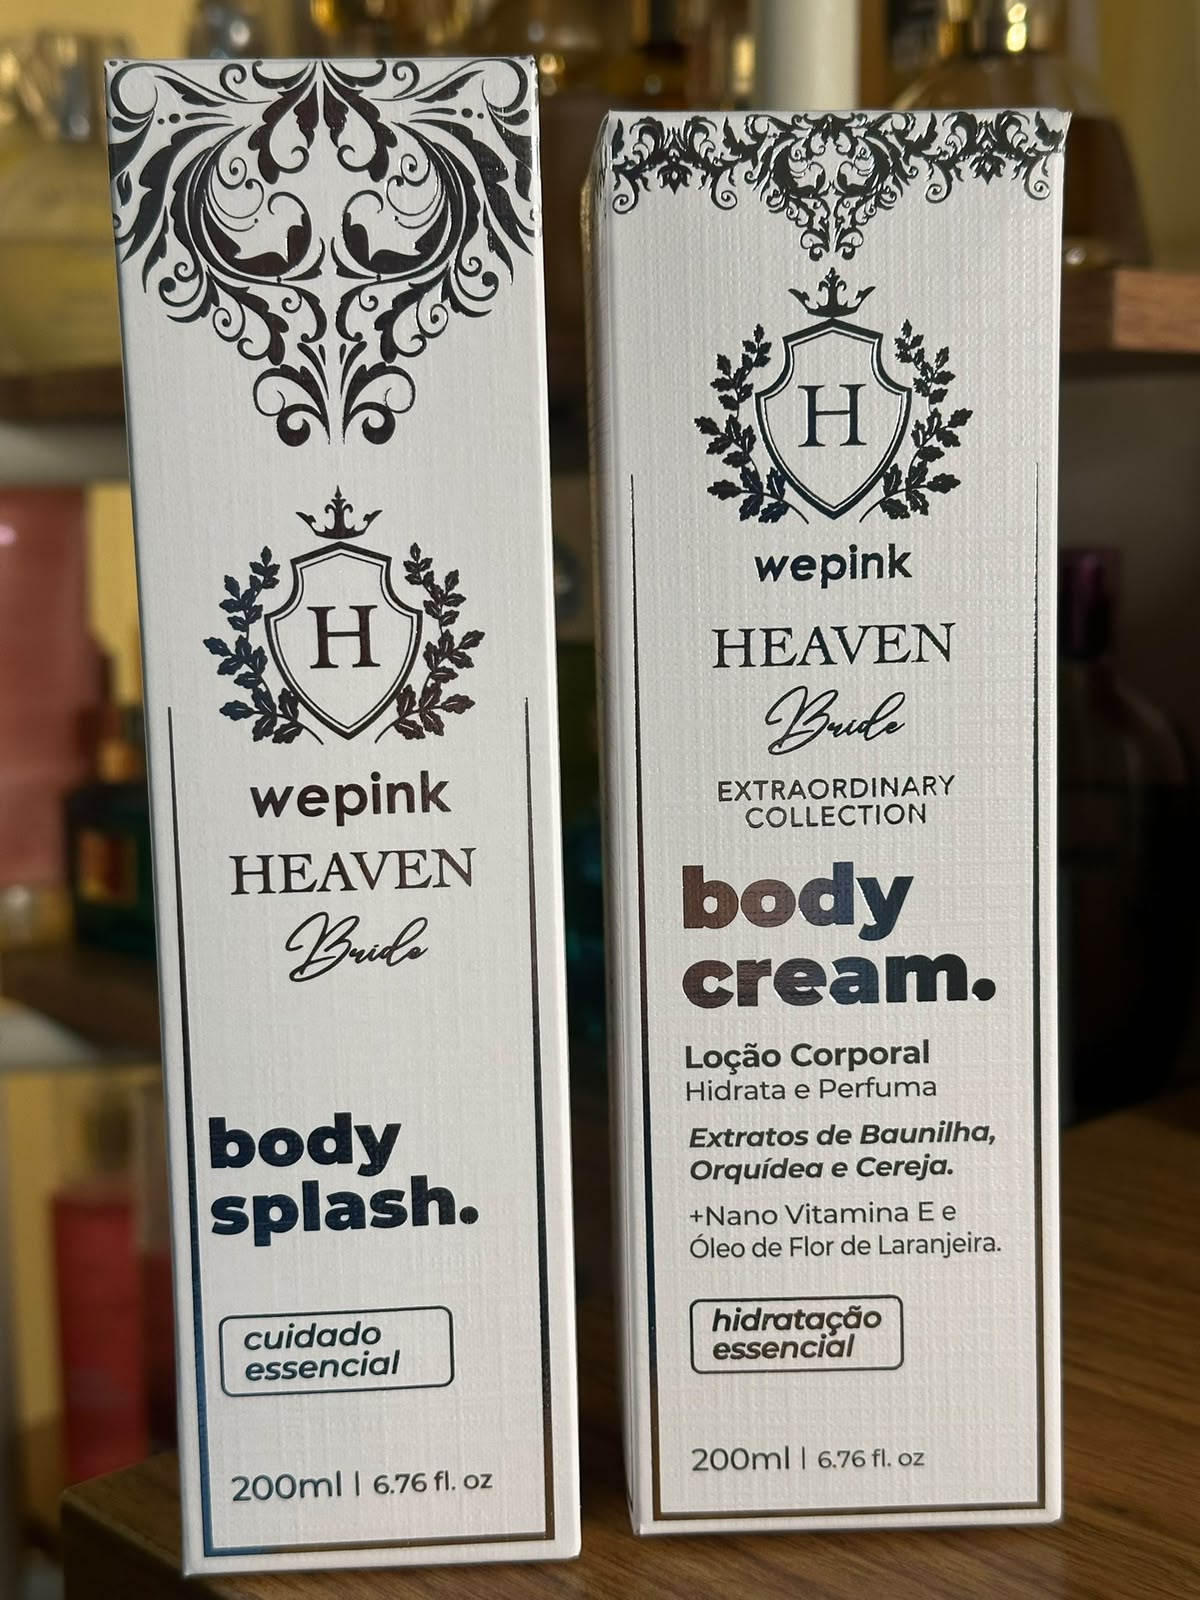 H
wepink
HEAVEN
Bride
body
splash.
cuidado
essencial
200ml | 6.76 fl. oz
H
wepink
HEAVEN
Bride
EXTRAORDINARY
COLLECTION
body
cream.
Loção Corporal
Hidrata e Perfuma
Extratos de Baunilha,
Orquídea e Cereja.
+Nano Vitamina E e
Óleo de Flor de Laranjeira.
hidratação
essencial
200ml | 6.76 fl. oz